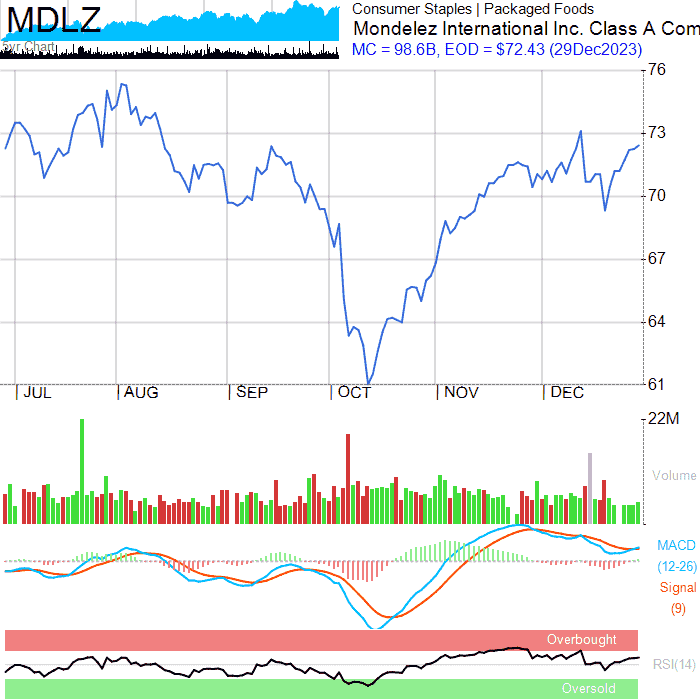 MDLZ
5yr Chart
Consumer Staples | Packaged Foods
Mondelez International Inc. Class A Com
MC = 98.6B, EOD = $72.43 (29Dec2023)
76
73
70
67
64
61
JUL AUG SEP OCT NOV DEC
22M
Volume
MACD
(12-26)
Signal
(9)
Overbought
RSI(14)
Oversold